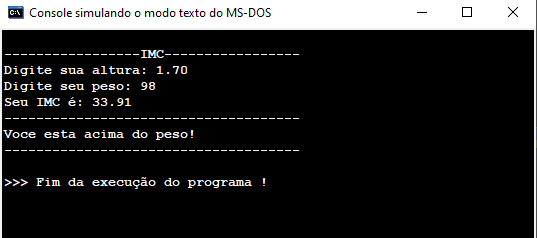 Console simulando o modo texto do MS-DOS
-----------------IMC-----------------
Digite sua altura: 1.70
Digite seu peso: 98
Seu IMC é: 33.91
-------------------------------------
Voce esta acima do peso!
-------------------------------------
>>> Fim da execução do programa !